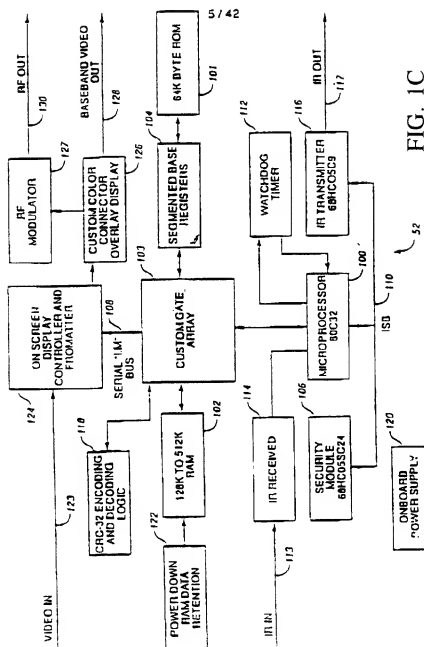 5 / 42
VIDEO IN
123
ON SCREEN
DISPLAY
CONTROLLER AND
FROMATTER
124
RF
MODULATOR
127
RF OUT
130
CUSTOM COLOR
CONNECTOR
OVERLAY DISPLAY
126
BASEBAND VIDEO
OUT
128
118
CRC-32 ENCODING
AND DECODING
LOGIC
SERIAL "I.M"
BUS
108
103
CUSTOM GATE
ARRAY
104
SEGMENTED BASE
REGISTERS
64K BYTE ROM
101
122
POWER DOWN
RAM DATA
RETENTION
128K TO 512K
RAM
102
IR IN
113
114
IR RECEIVED
112
WATCHDOG
TIMER
MICROPROCESSOR
80C32
100
116
IR TRANSMITTER
68HC05C9
IR OUT
117
106
SECURITY
MODULE
68HC05SC24
ISB
110
120
ONBOARD
POWER SUPPLY
52
FIG. 1C